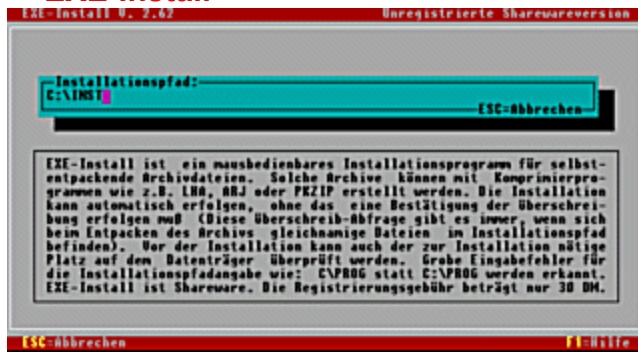 EXE-Install V. 2.62 Unregistrierte Sharewareversion
Installationspfad:
C:\INST
ESC=Abbrechen
EXE-Install ist ein mausbedienbares Installationsprogramm für selbst-
entpackende Archivdateien. Solche Archive können mit Komprimierpro-
grammen wie z.B. LHA, ARJ oder PKZIP erstellt werden. Die Installation
kann automatisch erfolgen, ohne das eine Bestätigung der Überschrei-
bung erfolgen muß (Diese Überschreib-Abfrage gibt es immer, wenn sich
beim Entpacken des Archivs gleichnamige Dateien im Installationspfad
befinden). Vor der Installation kann auch der zur Installation nötige
Platz auf dem Datenträger überprüft werden. Grobe Eingabefehler für
die Installationspfadangabe wie: C\PROG statt C:\PROG werden erkannt.
EXE-Install ist Shareware. Die Registrierungsgebühr beträgt nur 30 DM.
ESC=Abbrechen F1=Hilfe